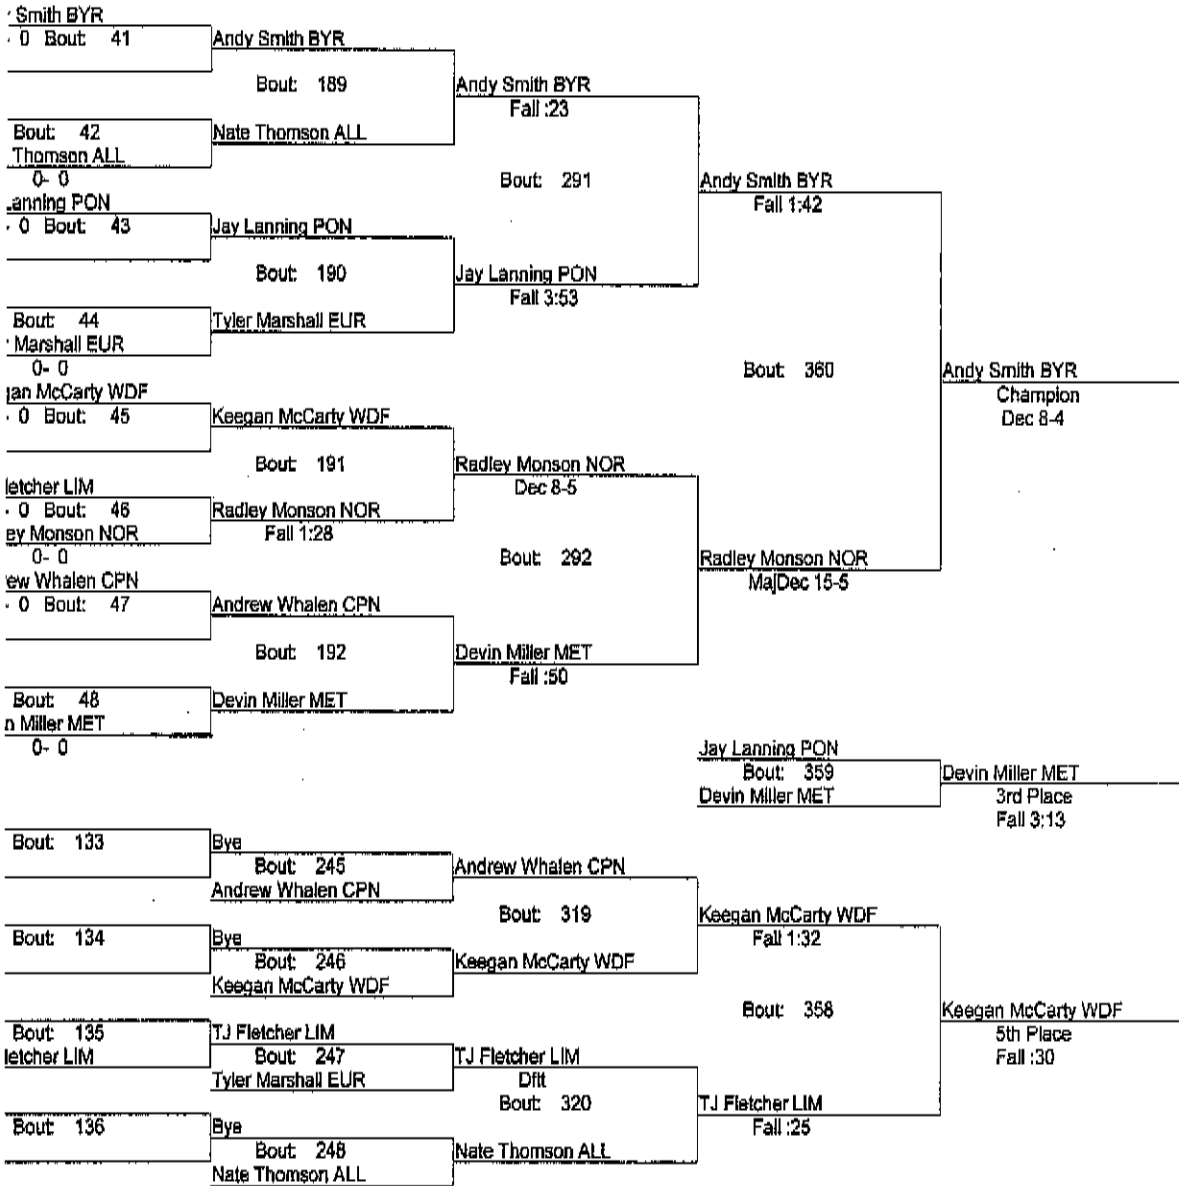 Smith BYR
- 0 Bout: 41
Andy Smith BYR
Bout: 189
Andy Smith BYR
Fall :23
Bout: 42
Nate Thomson ALL
Thomson ALL
0- 0
Bout: 291
Andy Smith BYR
Fall 1:42
Lanning PON
- 0 Bout: 43
Jay Lanning PON
Bout: 190
Jay Lanning PON
Fall 3:53
Bout: 44
Tyler Marshall EUR
Marshall EUR
0- 0
Bout: 360
Andy Smith BYR
Champion
Dec 8-4
gan McCarty WDF
- 0 Bout: 45
Keegan McCarty WDF
Bout: 191
Radley Monson NOR
Dec 8-5
letcher LIM
- 0 Bout: 46
Radley Monson NOR
Fall 1:28
ey Monson NOR
0- 0
Bout: 292
Radley Monson NOR
MajDec 15-5
ew Whalen CPN
- 0 Bout: 47
Andrew Whalen CPN
Bout: 192
Devin Miller MET
Fall :50
Bout: 48
Devin Miller MET
n Miller MET
0- 0
Jay Lanning PON
Bout: 359
Devin Miller MET
Devin Miller MET
3rd Place
Fall 3:13
Bout: 133
Bye
Bout: 245
Andrew Whalen CPN
Andrew Whalen CPN
Bout: 319
Keegan McCarty WDF
Fall 1:32
Bout: 134
Bye
Bout: 246
Keegan McCarty WDF
Keegan McCarty WDF
Bout: 358
Keegan McCarty WDF
5th Place
Fall :30
Bout: 135
letcher LIM
TJ Fletcher LIM
Bout: 247
Tyler Marshall EUR
TJ Fletcher LIM
Dftt
Bout: 320
TJ Fletcher LIM
Fall :25
Bout: 136
Bye
Bout: 248
Nate Thomson ALL
Nate Thomson ALL